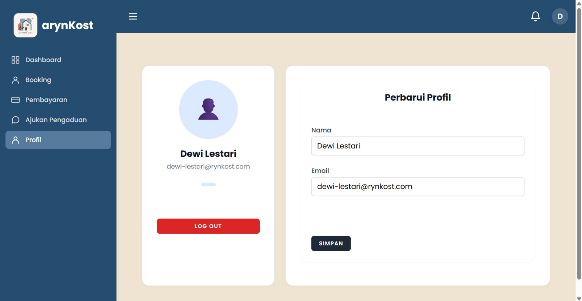 arynKost
D
Dashboard
Booking
Pembayaran
Ajukan Pengaduan
Profil
Dewi Lestari
dewi-lestari@rynkost.com
LOG OUT
Perbarui Profil
Nama
Dewi Lestari
Email
dewi-lestari@rynkost.com
SIMPAN